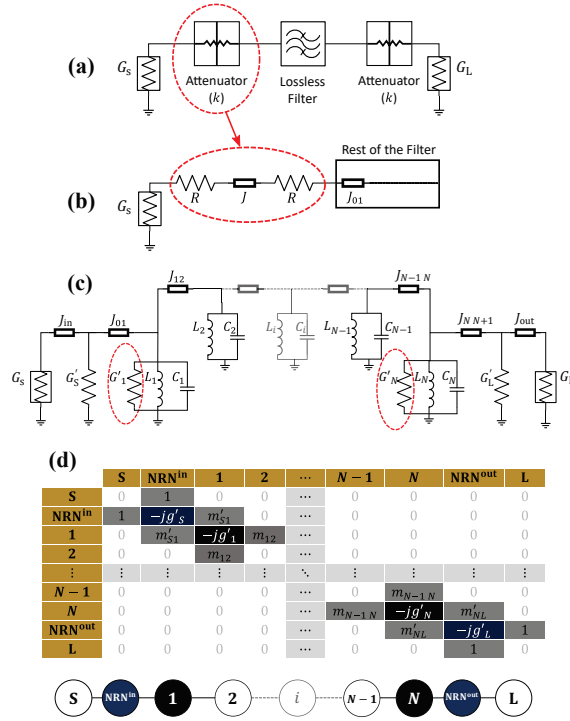 (a)
G_s
Attenuator
(k)
Lossless
Filter
Attenuator
(k)
G_L
(b)
G_s
R
J
R
Rest of the Filter
J_01
(c)
J_in
J_01
J_12
J_N−1 N
J_N N+1
J_out
G_s
G_S′
G′_1
L_1
C_1
L_2
C_2
L_i
C_i
L_N−1
C_N−1
G′_N
L_N
C_N
G_L′
G_L
(d)
S NRN^in 1 2 ⋯ N−1 N NRN^out L
S 0 1 0 0 ⋯ 0 0 0 0
NRN^in 1 −jg′_S m′_S1 0 ⋯ 0 0 0 0
1 0 m′_S1 −jg′_1 m_12 ⋯ 0 0 0 0
2 0 0 m_12 0 ⋯ 0 0 0 0
⋮ ⋮ ⋮ ⋮ ⋮ ⋱ ⋮ ⋮ ⋮ ⋮
N−1 0 0 0 0 ⋯ 0 m_N−1 N 0 0
N 0 0 0 0 ⋯ m_N−1 N −jg′_N m′_NL 0
NRN^out 0 0 0 0 ⋯ 0 m′_NL −jg′_L 1
L 0 0 0 0 ⋯ 0 0 1 0
S NRN^in 1 2 i N−1 N NRN^out L